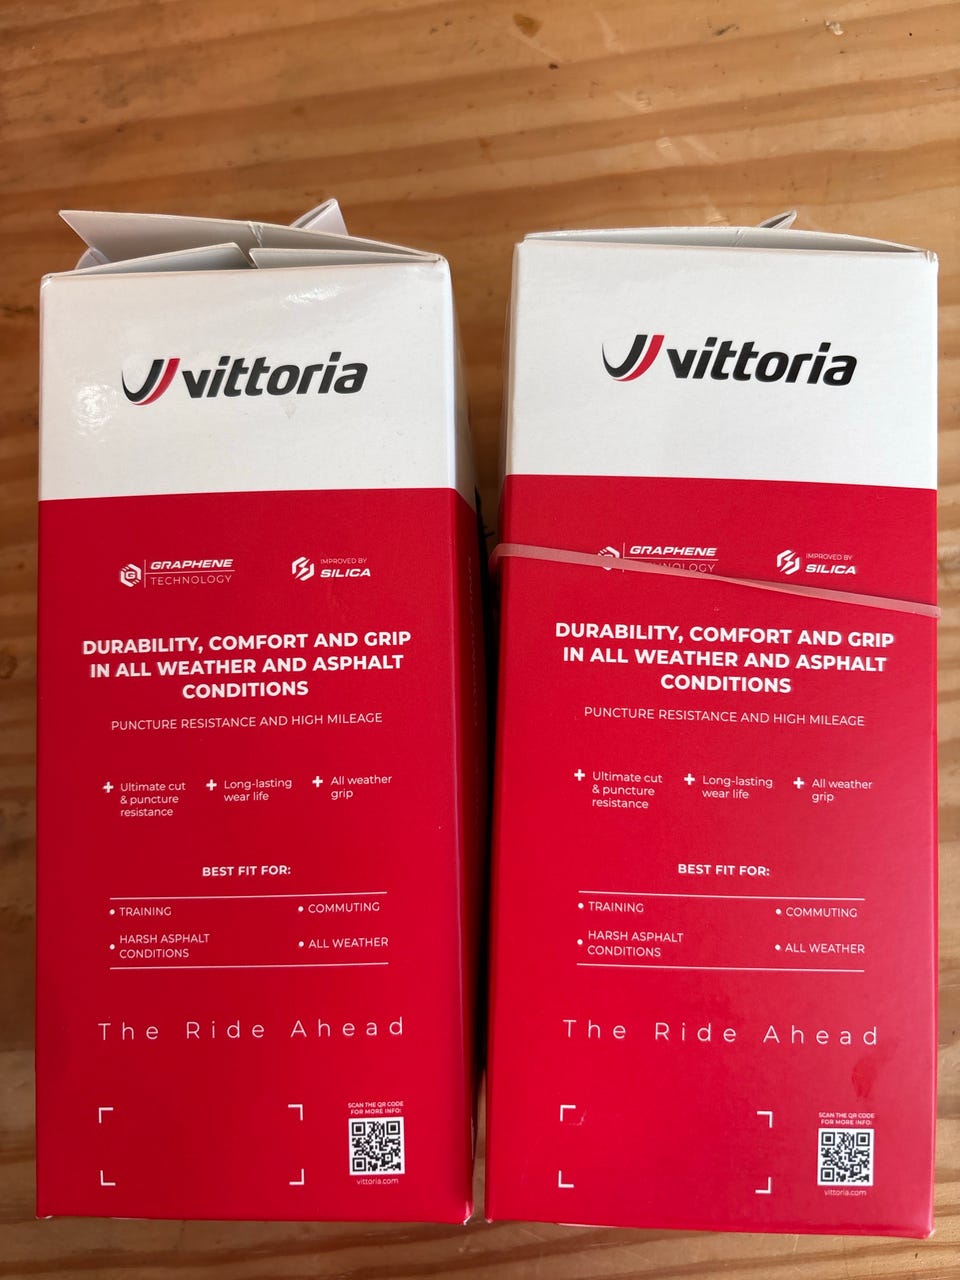 vittoria
GRAPHENE
TECHNOLOGY
IMPROVED BY
SILICA
DURABILITY, COMFORT AND GRIP
IN ALL WEATHER AND ASPHALT
CONDITIONS
PUNCTURE RESISTANCE AND HIGH MILEAGE
Ultimate cut
& puncture
resistance
Long-lasting
wear life
All weather
grip
BEST FIT FOR:
TRAINING
COMMUTING
HARSH ASPHALT
CONDITIONS
ALL WEATHER
The Ride Ahead
SCAN THE QR CODE
FOR MORE INFO:
vittoria.com
vittoria
GRAPHENE
IMPROVED BY
SILICA
DURABILITY, COMFORT AND GRIP
IN ALL WEATHER AND ASPHALT
CONDITIONS
PUNCTURE RESISTANCE AND HIGH MILEAGE
Ultimate cut
& puncture
resistance
Long-lasting
wear life
All weather
grip
BEST FIT FOR:
TRAINING
COMMUTING
HARSH ASPHALT
CONDITIONS
ALL WEATHER
The Ride Ahead
SCAN THE QR CODE
FOR MORE INFO:
vittoria.com